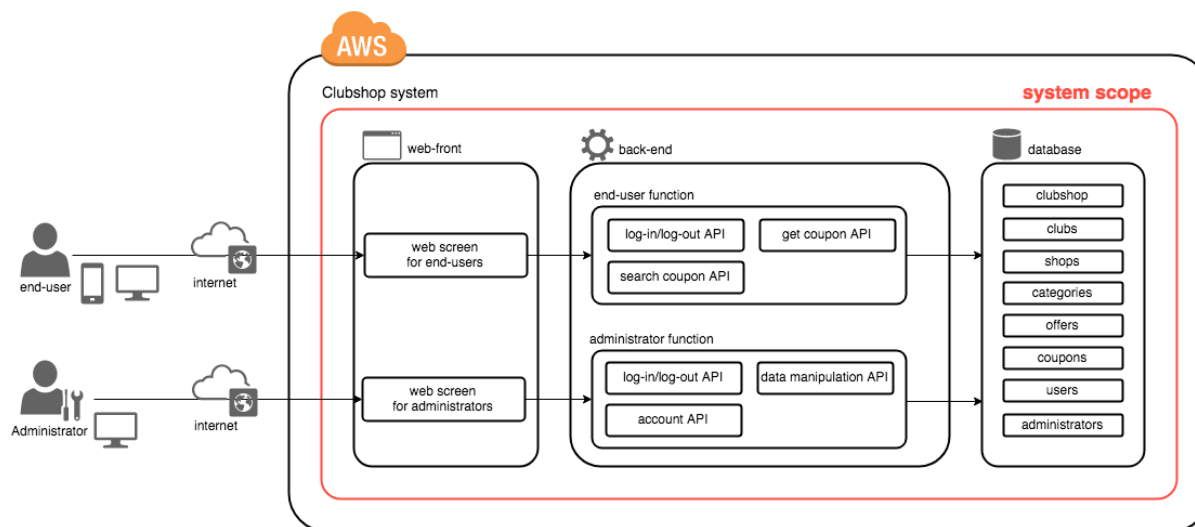 AWS
Clubshop system
system scope
web-front
back-end
database
end-user function
log-in/log-out API
get coupon API
search coupon API
web screen
for end-users
end-user
internet
administrator function
log-in/log-out API
data manipulation API
account API
web screen
for administrators
Administrator
internet
clubshop
clubs
shops
categories
offers
coupons
users
administrators